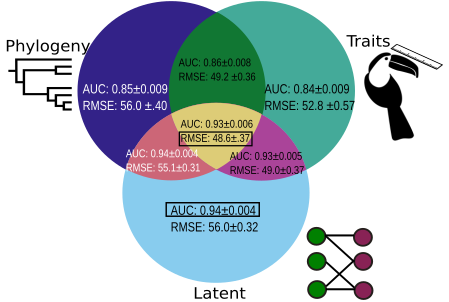 Phylogeny
Traits
AUC: 0.86±0.008
RMSE: 49.2 ±0.36
AUC: 0.85±0.009
RMSE: 56.0 ±.40
AUC: 0.84±0.009
RMSE: 52.8 ±0.57
AUC: 0.93±0.006
RMSE: 48.6±.37
AUC: 0.94±0.004
RMSE: 55.1±0.31
AUC: 0.93±0.005
RMSE: 49.0±0.37
AUC: 0.94±0.004
RMSE: 56.0±0.32
Latent